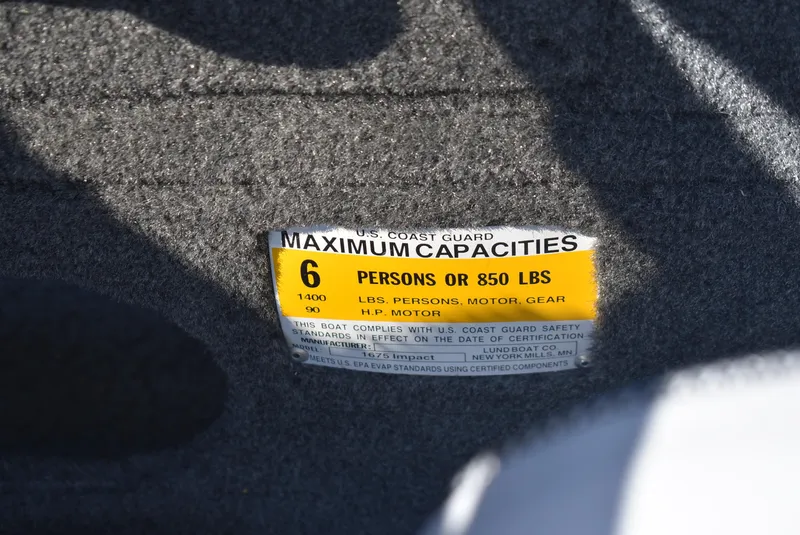 U.S. COAST GUARD
MAXIMUM CAPACITIES
6 PERSONS OR 850 LBS
1400 LBS. PERSONS, MOTOR, GEAR
90 H.P. MOTOR
THIS BOAT COMPLIES WITH U.S. COAST GUARD SAFETY
STANDARDS IN EFFECT ON THE DATE OF CERTIFICATION
MANUFACTURER: LUND BOAT CO.
MODEL 1675 Impact NEW YORK MILLS, MN
MEETS U.S. EPA EVAP STANDARDS USING CERTIFIED COMPONENTS